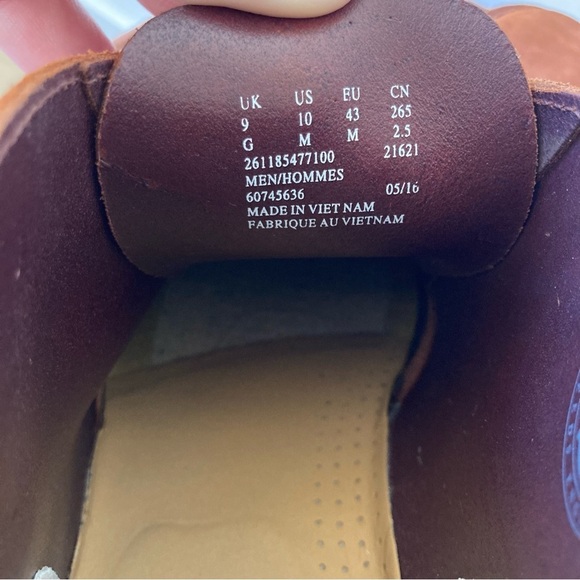 UK US EU CN
9 10 43 265
G M M 2.5
261185477100 21621
MEN/HOMMES
60745636 05/16
MADE IN VIET NAM
FABRIQUE AU VIETNAM